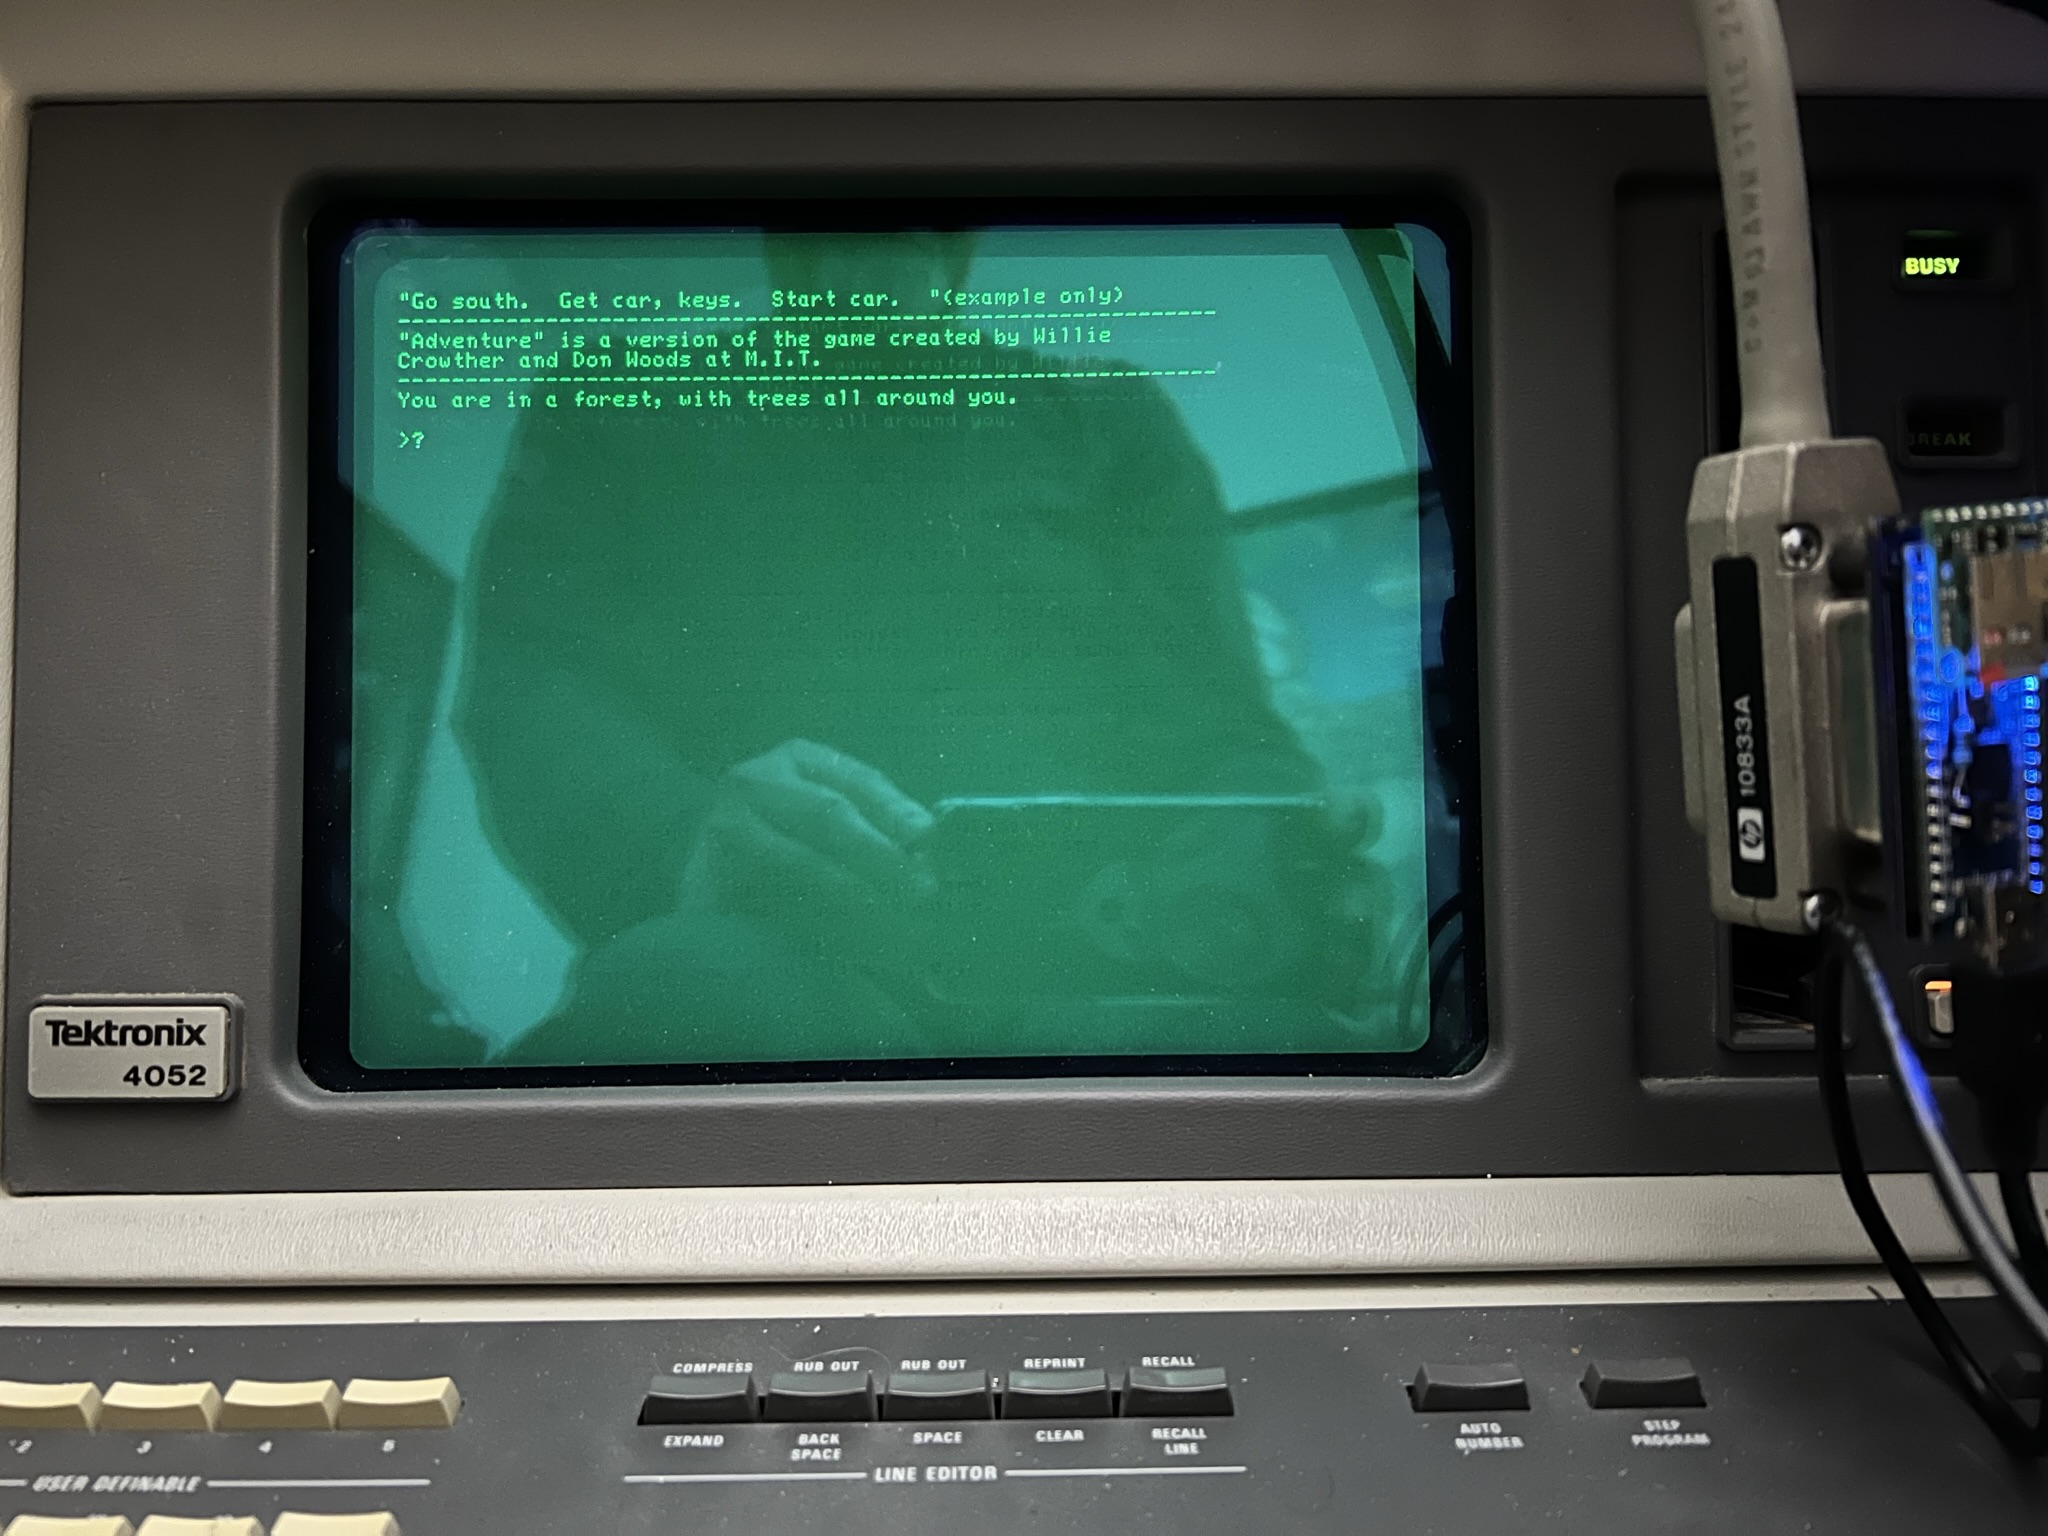 "Go south.  Get car, keys.  Start car.  "(example only)
------------------------------------------------------------
"Adventure" is a version of the game created by Willie
Crowther and Don Woods at M.I.T.
------------------------------------------------------------
You are in a forest, with trees all around you.
>?
BUSY
BREAK
hp 10833A
Tektronix
4052
COMPRESS RUB OUT RUB OUT REPRINT RECALL
EXPAND BACK SPACE SPACE CLEAR RECALL LINE
LINE EDITOR
AUTO NUMBER
STEP PROGRAM
2 3 4 5
USER DEFINABLE